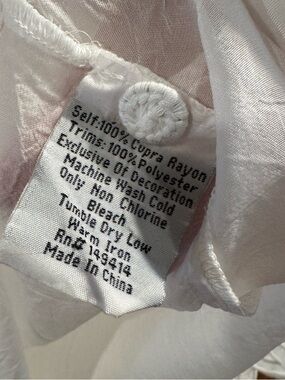 Self:100% Cupra Rayon
Trims:100%Polyester
Exclusive Of Decoration
Machine Wash Cold
Only Non Chlorine
Bleach
Tumble Dry Low
Warm Iron
Rn# 149414
Made In China